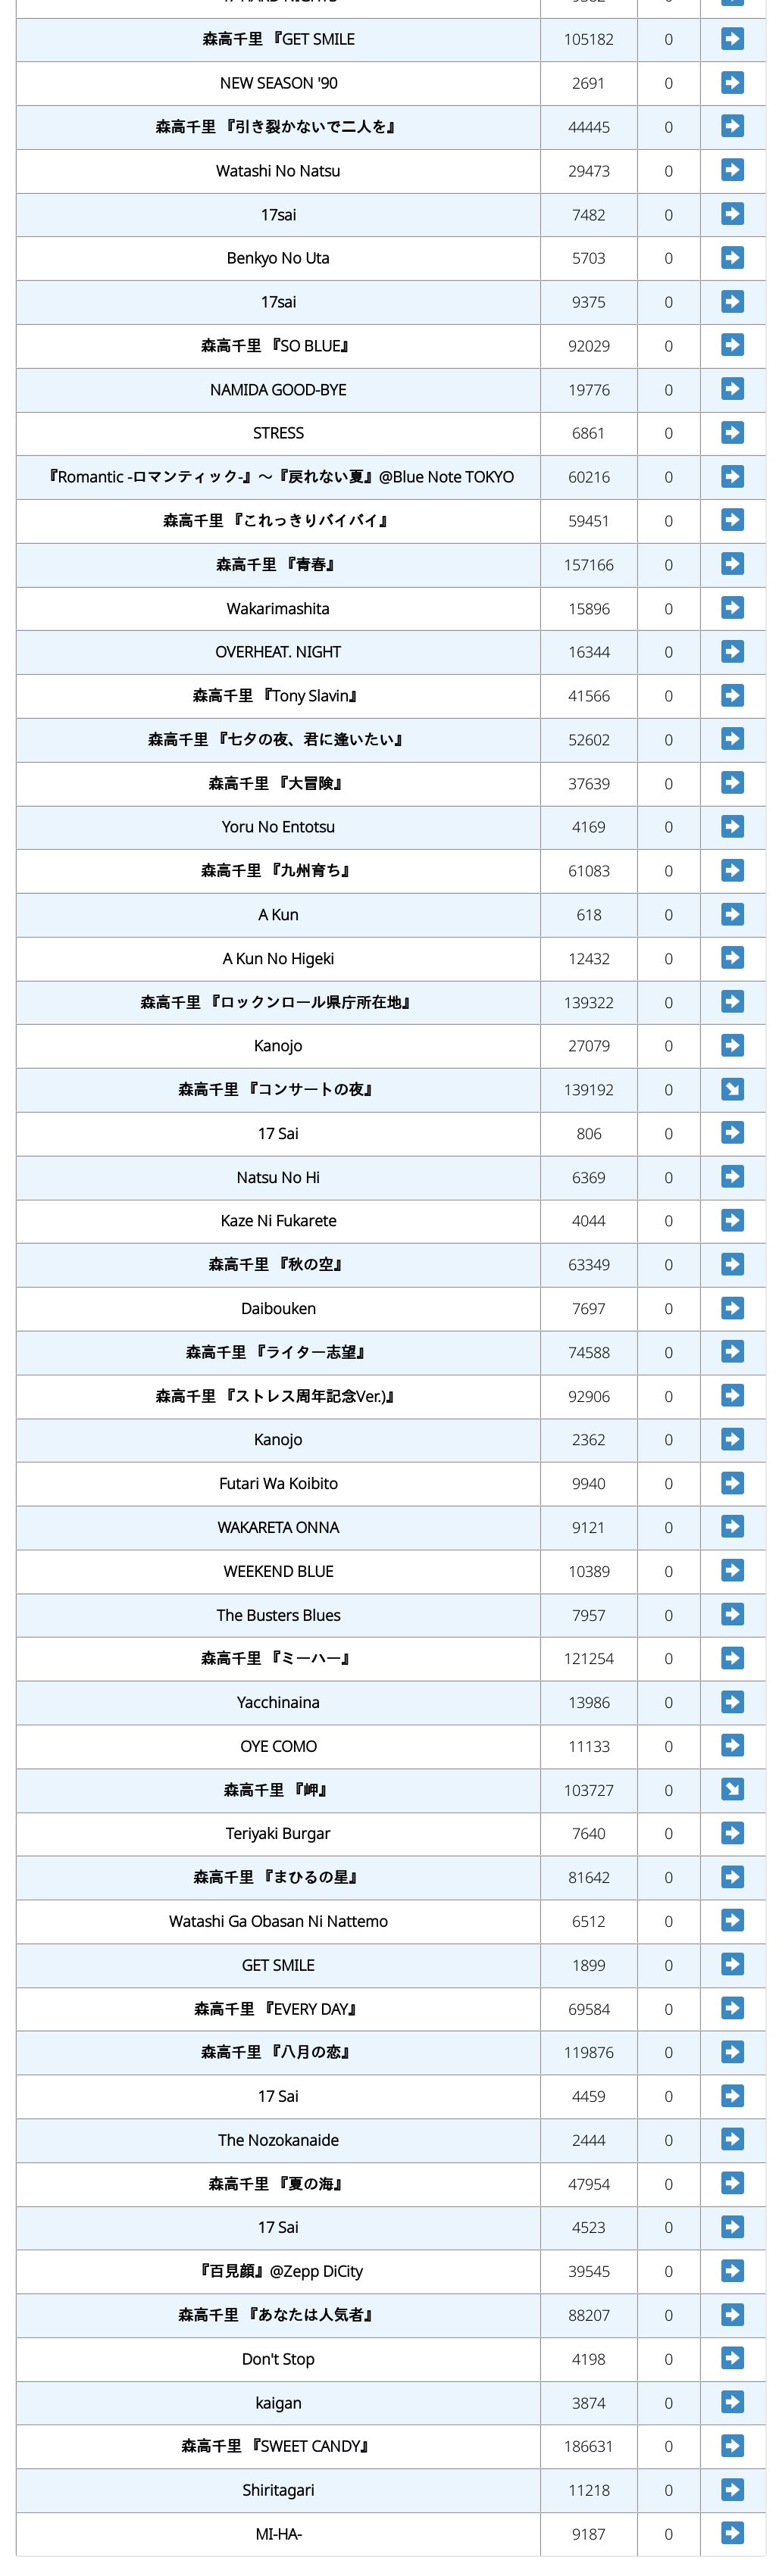 森高千里 『GET SMILE 105182 0
NEW SEASON '90 2691 0
森高千里 『引き裂かないで二人を』 44445 0
Watashi No Natsu 29473 0
17sai 7482 0
Benkyo No Uta 5703 0
17sai 9375 0
森高千里 『SO BLUE』 92029 0
NAMIDA GOOD-BYE 19776 0
STRESS 6861 0
『Romantic -ロマンティック-』～『戻れない夏』@Blue Note TOKYO 60216 0
森高千里 『これっきりバイバイ』 59451 0
森高千里 『青春』 157166 0
Wakarimashita 15896 0
OVERHEAT. NIGHT 16344 0
森高千里 『Tony Slavin』 41566 0
森高千里 『七夕の夜、君に逢いたい』 52602 0
森高千里 『大冒険』 37639 0
Yoru No Entotsu 4169 0
森高千里 『九州育ち』 61083 0
A Kun 618 0
A Kun No Higeki 12432 0
森高千里 『ロックンロール県庁所在地』 139322 0
Kanojo 27079 0
森高千里 『コンサートの夜』 139192 0
17 Sai 806 0
Natsu No Hi 6369 0
Kaze Ni Fukarete 4044 0
森高千里 『秋の空』 63349 0
Daibouken 7697 0
森高千里 『ライター志望』 74588 0
森高千里 『ストレス周年記念Ver.)』 92906 0
Kanojo 2362 0
Futari Wa Koibito 9940 0
WAKARETA ONNA 9121 0
WEEKEND BLUE 10389 0
The Busters Blues 7957 0
森高千里 『ミーハー』 121254 0
Yacchinaina 13986 0
OYE COMO 11133 0
森高千里 『岬』 103727 0
Teriyaki Burgar 7640 0
森高千里 『まひるの星』 81642 0
Watashi Ga Obasan Ni Nattemo 6512 0
GET SMILE 1899 0
森高千里 『EVERY DAY』 69584 0
森高千里 『八月の恋』 119876 0
17 Sai 4459 0
The Nozokanaide 2444 0
森高千里 『夏の海』 47954 0
17 Sai 4523 0
『百見顔』@Zepp DiCity 39545 0
森高千里 『あなたは人気者』 88207 0
Don't Stop 4198 0
kaigan 3874 0
森高千里 『SWEET CANDY』 186631 0
Shiritagari 11218 0
MI-HA- 9187 0